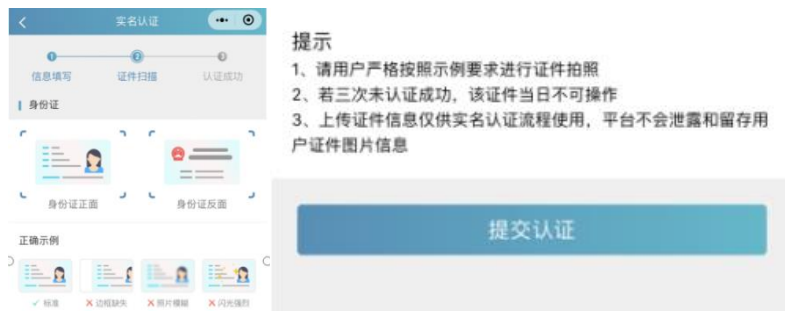 实名认证
1
2
3
信息填写
证件扫描
认证成功
身份证
身份证正面
身份证反面
正确示例
✓ 标准
✕ 边框缺失
✕ 照片模糊
✕ 闪光强烈
提示
1、请用户严格按照示例要求进行证件拍照
2、若三次未认证成功，该证件当日不可操作
3、上传证件信息仅供实名认证流程使用，平台不会泄露和留存用
户证件图片信息
提交认证